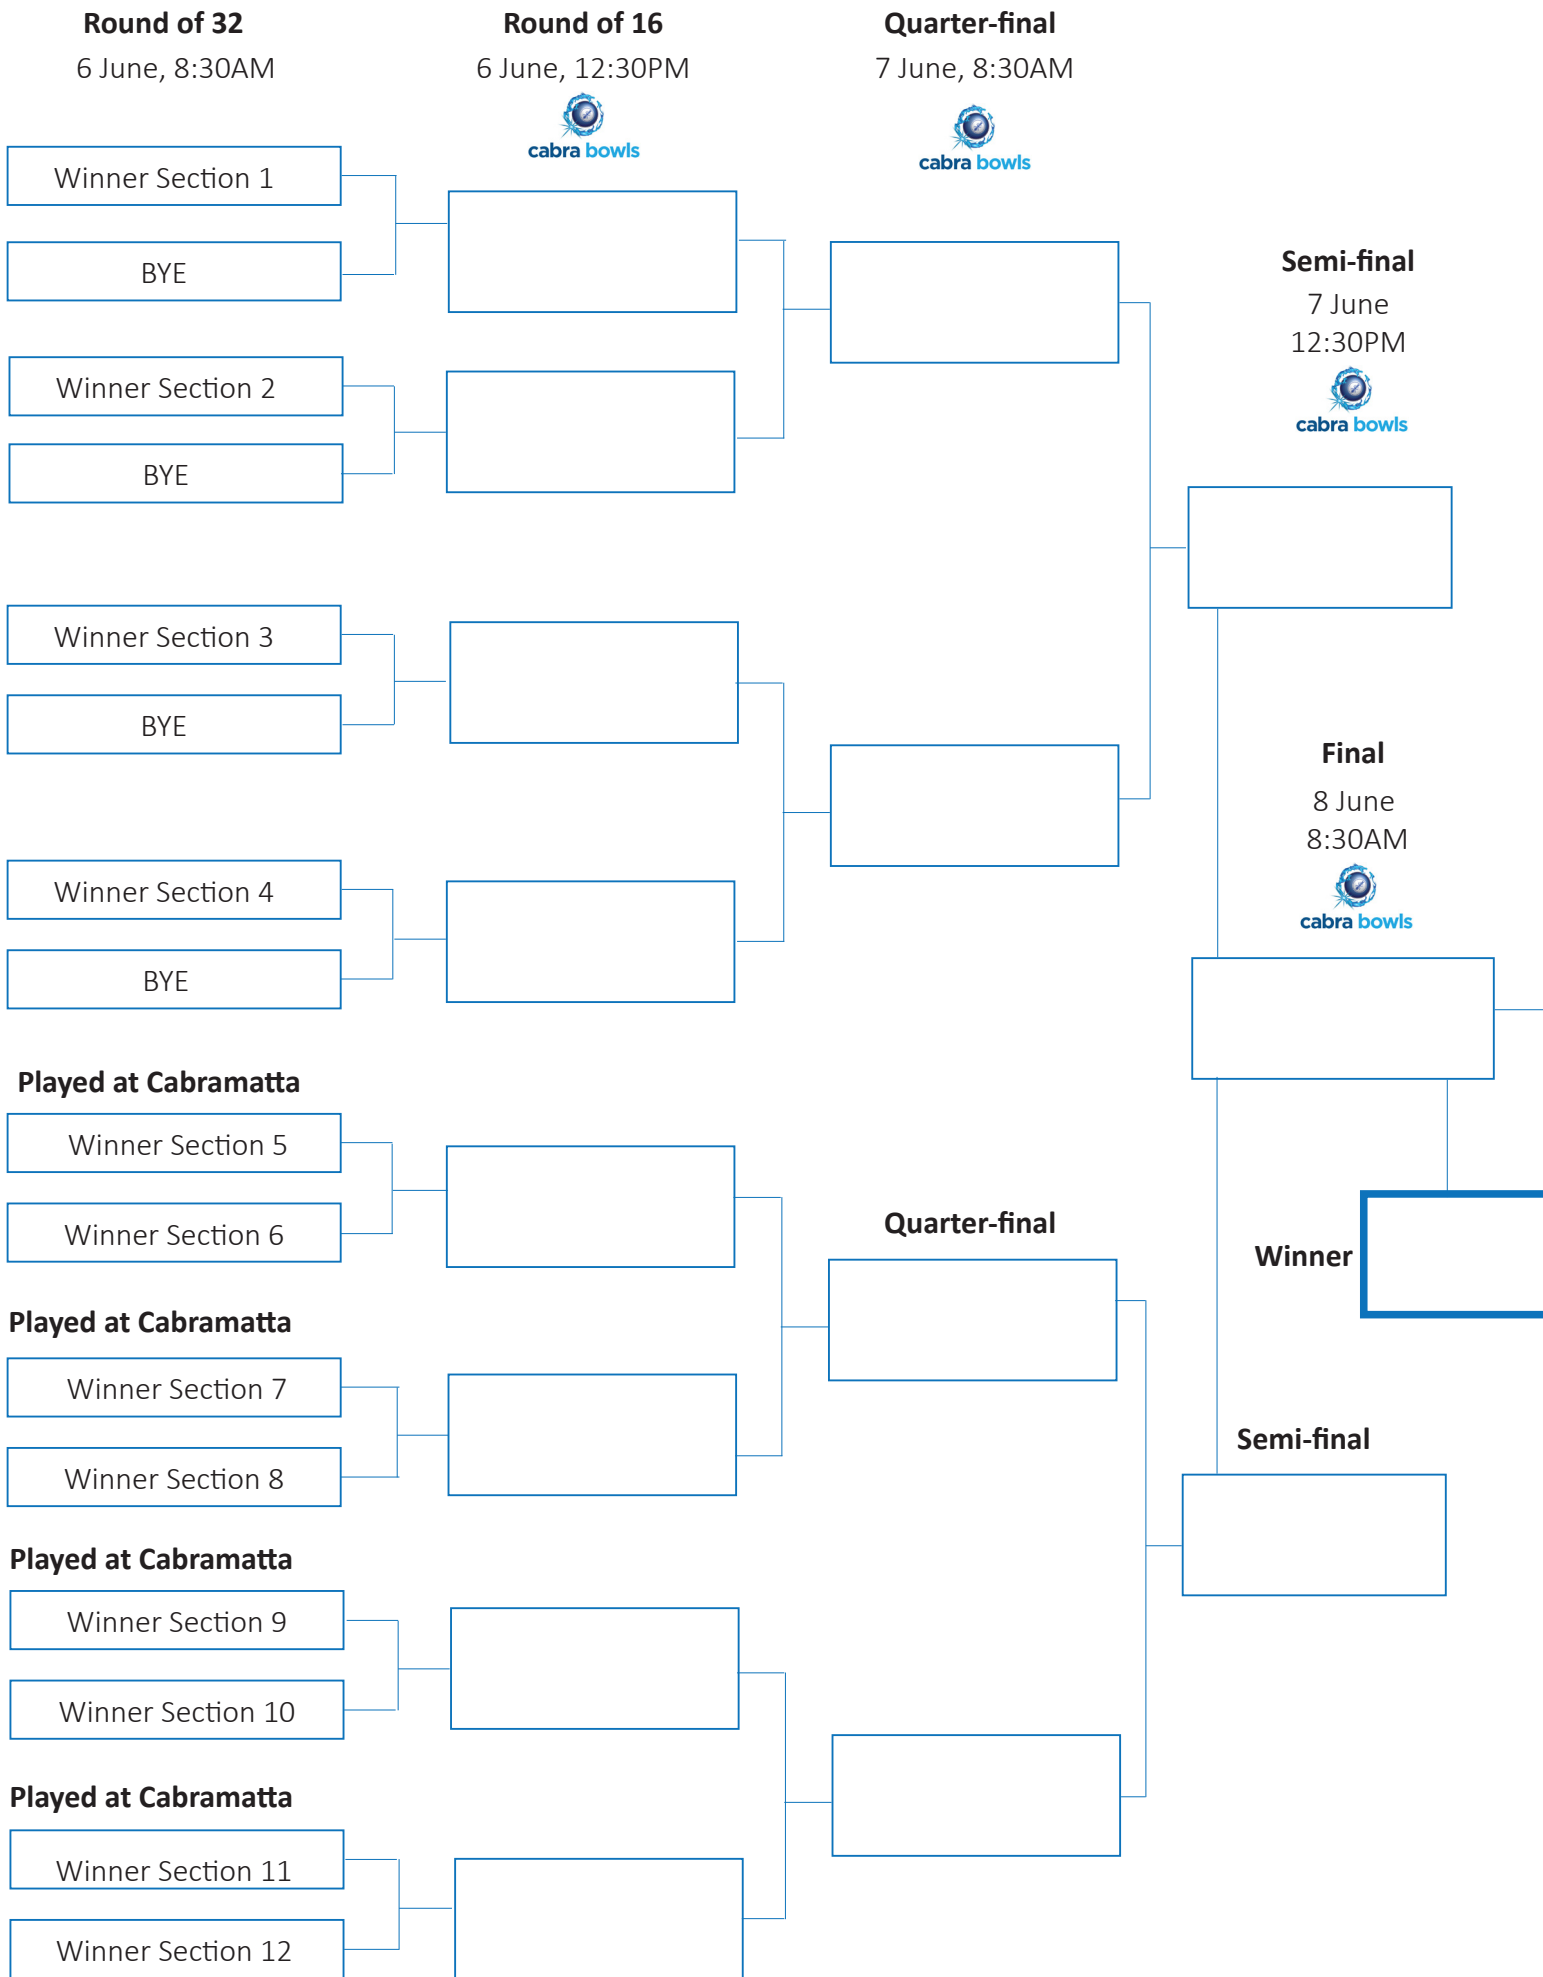 Round of 32
6 June, 8:30AM
Round of 16
6 June, 12:30PM
cabra bowls
Quarter-final
7 June, 8:30AM
cabra bowls
Winner Section 1
BYE
Winner Section 2
BYE
Semi-final
7 June
12:30PM
cabra bowls
Winner Section 3
BYE
Winner Section 4
BYE
Final
8 June
8:30AM
cabra bowls
Played at Cabramatta
Winner Section 5
Winner Section 6
Quarter-final
Winner
Played at Cabramatta
Winner Section 7
Winner Section 8
Semi-final
Played at Cabramatta
Winner Section 9
Winner Section 10
Played at Cabramatta
Winner Section 11
Winner Section 12